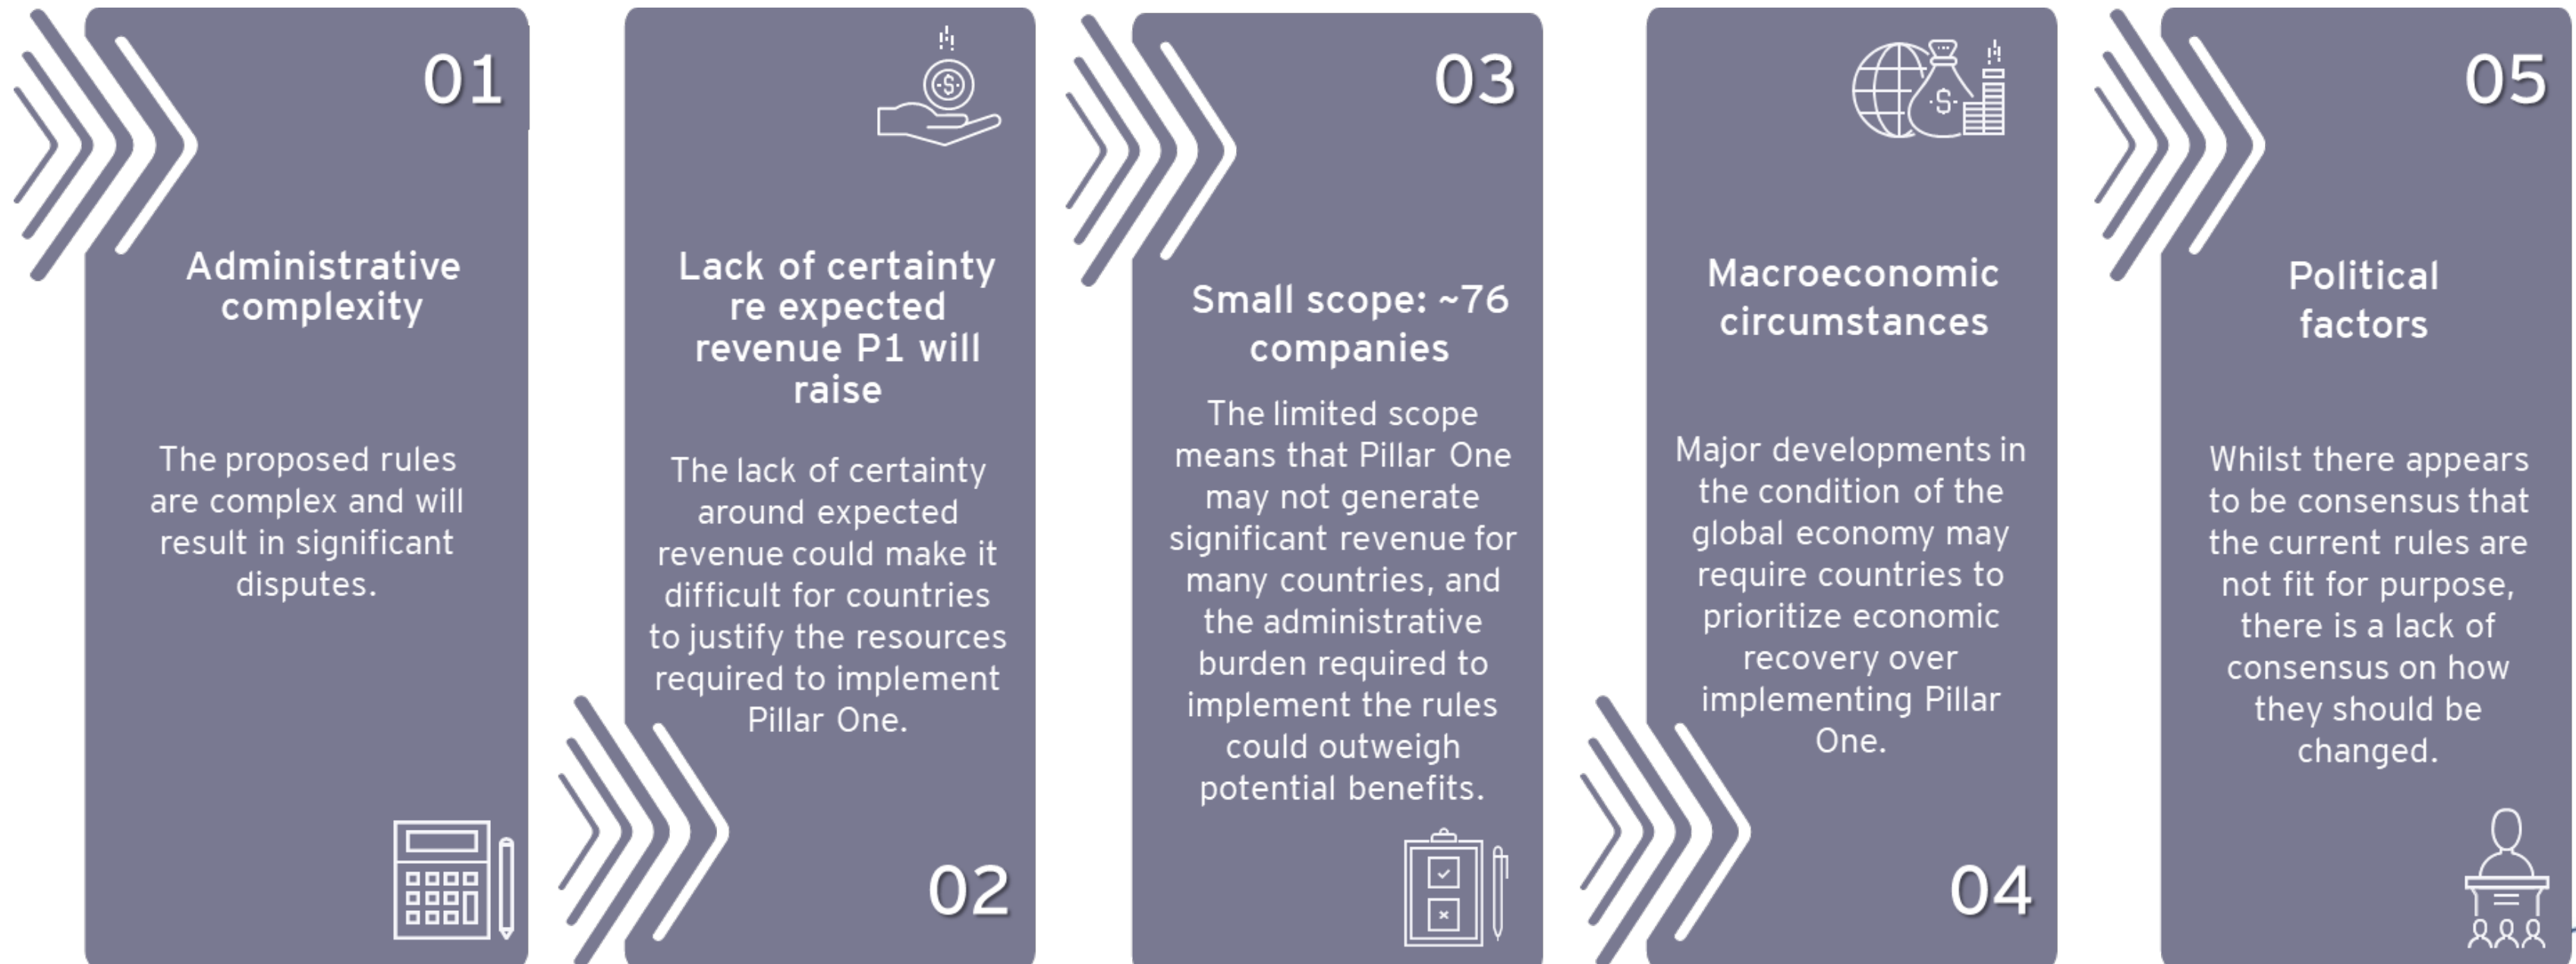 01
Administrative
complexity
The proposed rules
are complex and will
result in significant
disputes.
Lack of certainty
re expected
revenue P1 will
raise
The lack of certainty
around expected
revenue could make it
difficult for countries
to justify the resources
required to implement
Pillar One.
02
03
Small scope: ~76
companies
The limited scope
means that Pillar One
may not generate
significant revenue for
many countries, and
the administrative
burden required to
implement the rules
could outweigh
potential benefits.
Macroeconomic
circumstances
Major developments in
the condition of the
global economy may
require countries to
prioritize economic
recovery over
implementing Pillar
One.
04
05
Political
factors
Whilst there appears
to be consensus that
the current rules are
not fit for purpose,
there is a lack of
consensus on how
they should be
changed.